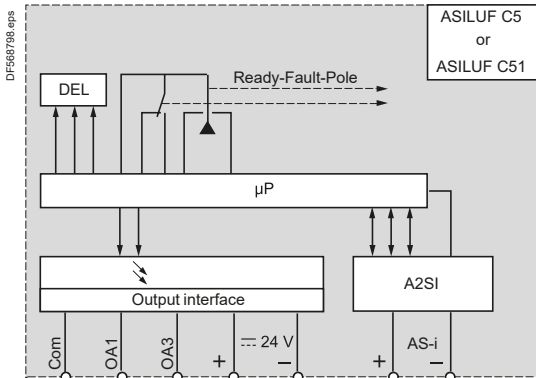 DF568798.eps
ASILUF C5
or
ASILUF C51
Ready-Fault-Pole
DEL
µP
Output interface
A2SI
Com
OA1
OA3
+
24 V
–
+
AS-i
–